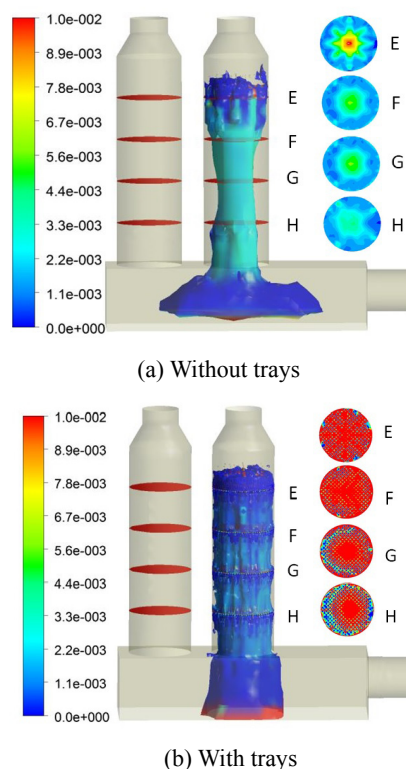 1.0e-002
8.9e-003
7.8e-003
6.7e-003
5.6e-003
4.4e-003
3.3e-003
2.2e-003
1.1e-003
0.0e+000
E
F
G
H
E
F
G
H
(a) Without trays
1.0e-002
8.9e-003
7.8e-003
6.7e-003
5.6e-003
4.4e-003
3.3e-003
2.2e-003
1.1e-003
0.0e+000
E
F
G
H
E
F
G
H
(b) With trays